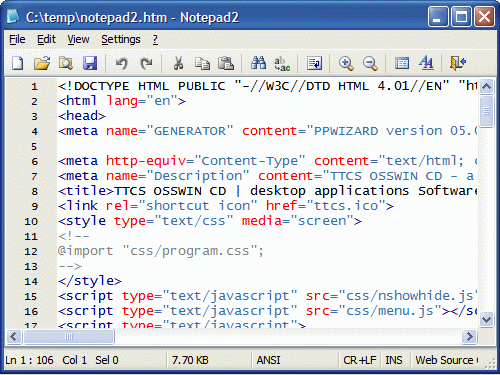 C:\temp\notepad2.htm - Notepad2
File Edit View Settings ?
1 <!DOCTYPE HTML PUBLIC "-//W3C//DTD HTML 4.01//EN" "ht
2 <html lang="en">
3 <head>
4 <meta name="GENERATOR" content="PPWIZARD version 05.0
5
6 <meta http-equiv="Content-Type" content="text/html; c
7 <meta name="Description" content="TTCS OSSWIN CD - a
8 <title>TTCS OSSWIN CD | desktop applications Software
9 <link rel="shortcut icon" href="ttcs.ico">
10 <style type="text/css" media="screen">
11 <!--
12 @import "css/program.css";
13 -->
14 </style>
15 <script type="text/javascript" src="css/nshowhide.js"
16 <script type="text/javascript" src="css/menu.js"></s
17 <script type="text/javascript">
Ln 1 : 106 Col 1 Sel 0 7.70 KB ANSI CR+LF INS Web Source